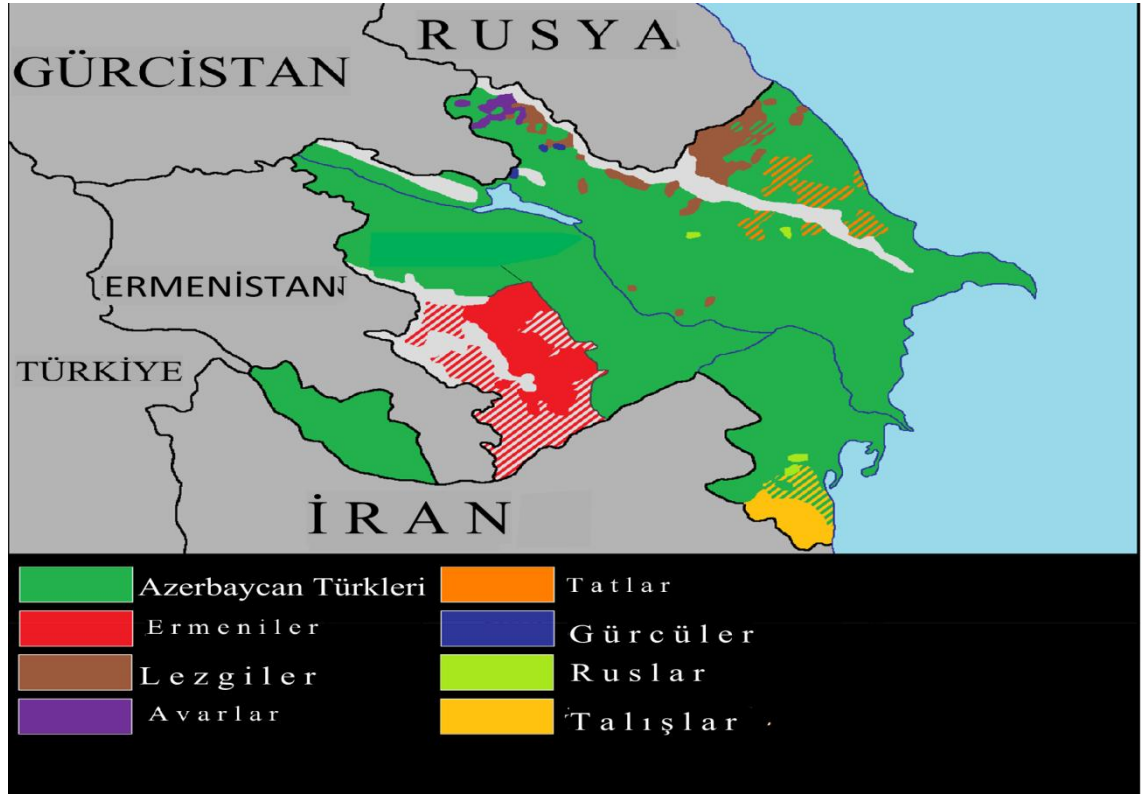 RUSYA
GÜRCİSTAN
ERMENİSTAN
TÜRKİYE
İRAN
Azerbaycan Türkleri
Ermeniler
Lezgiler
Avarlar
Tatlar
Gürcüler
Ruslar
Talışlar